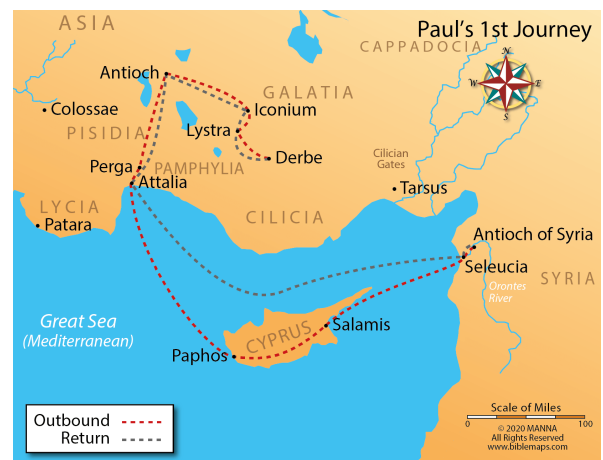 Paul's 1st Journey
ASIA
CAPPADOCIA
N
W
E
S
Antioch
GALATIA
Colossae
Iconium
PISIDIA
Lystra
Derbe
Cilician
Gates
Perga
PAMPHYLIA
Attalia
Tarsus
LYCIA
Patara
CILICIA
Antioch of Syria
Seleucia
SYRIA
Orontes
River
Great Sea
(Mediterranean)
CYPRUS
Salamis
Paphos
Outbound
Return
Scale of Miles
0
100
© 2020 MANNA
All Rights Reserved
www.biblemaps.com